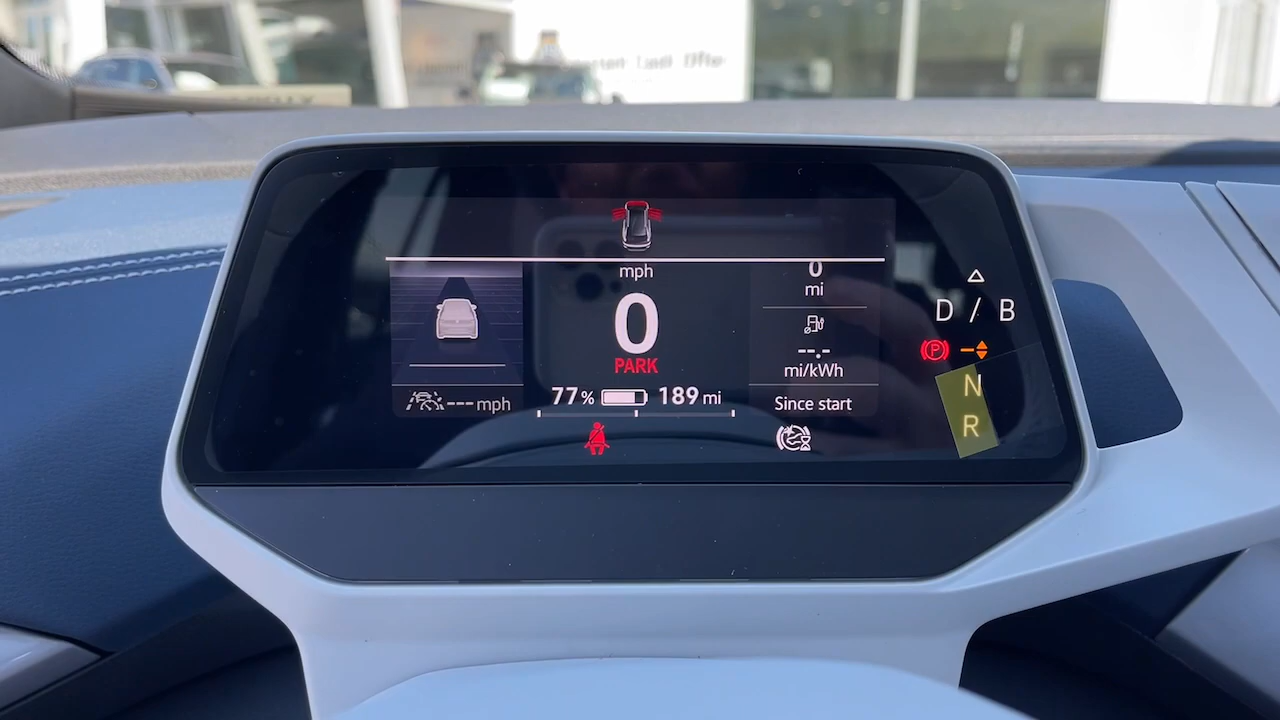 mph
0
PARK
77% 189 mi
--- mph
0
mi
--.-
mi/kWh
Since start
D / B
P
N
R